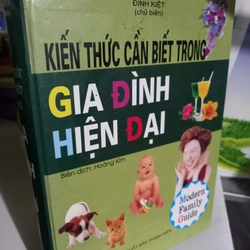 ĐÌNH KIỆT
(chủ biên)
KIẾN THỨC CẦN BIẾT TRONG
GIA ĐÌNH
HIỆN ĐẠI
Biên dịch: Hoàng Kim
Modern
Family
Guide